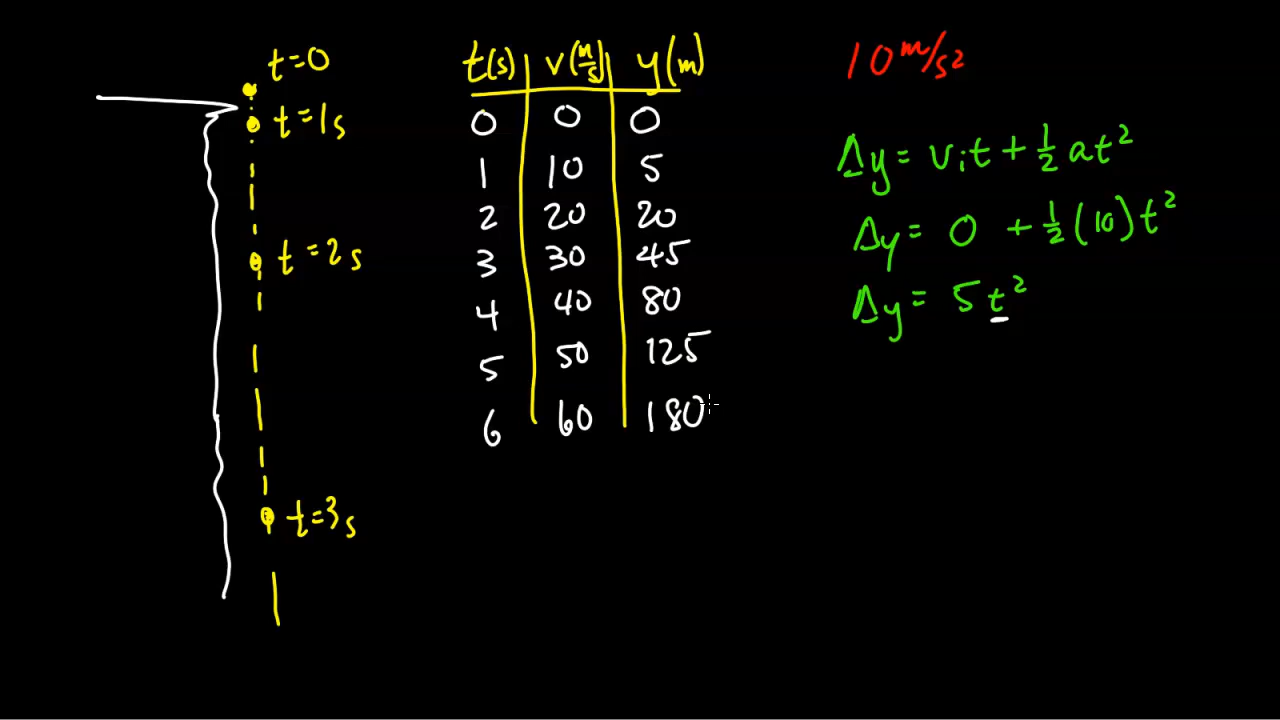 t=0
t=1s
t=2s
t=3s
t(s) v(m/s) y(m)
0 0 0
1 10 5
2 20 20
3 30 45
4 40 80
5 50 125
6 60 180
10 m/s²
Δy = vᵢt + ½at²
Δy = 0 + ½(10)t²
Δy = 5t²